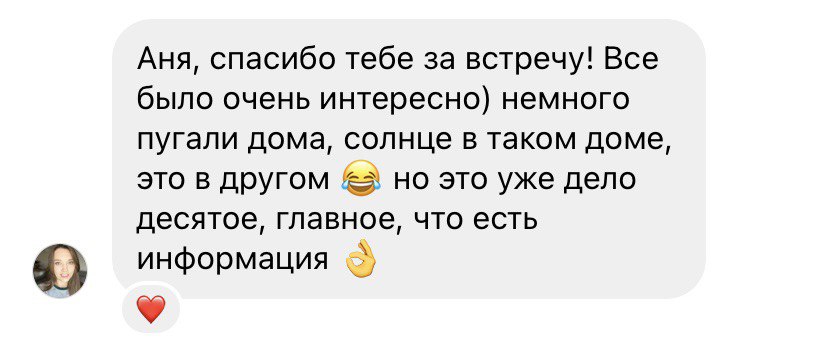 Аня, спасибо тебе за встречу! Все
было очень интересно) немного
пугали дома, солнце в таком доме,
это в другом 😂 но это уже дело
десятое, главное, что есть
информация 👌